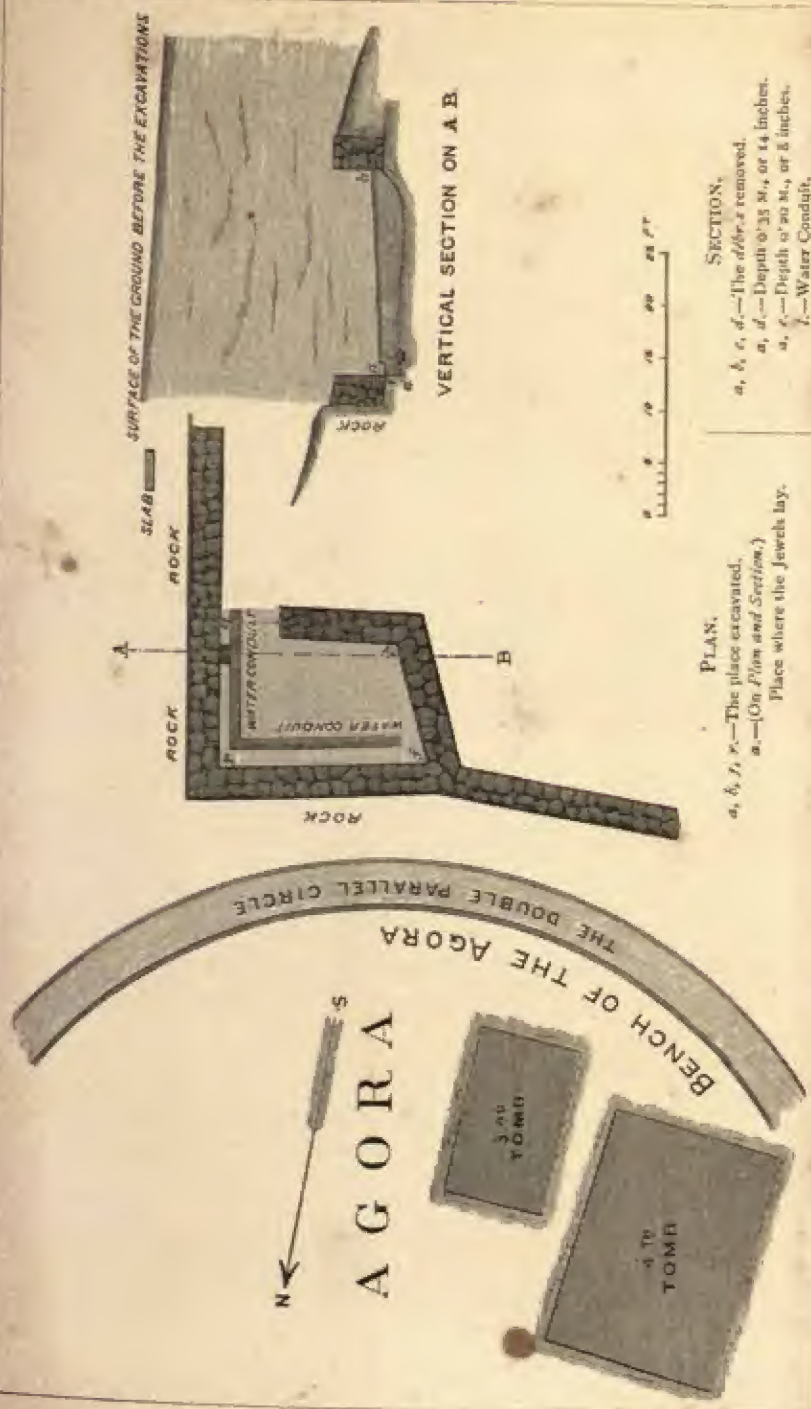 SURFACE OF THE GROUND BEFORE THE EXCAVATIONS
SLAB
ROCK
ROCK
ROCK
ROCK
A
B
WATER CONDUIT
WATER CONDUIT
VERTICAL SECTION ON A B.
THE DOUBLE PARALLEL CIRCLE
BENCH OF THE AGORA
N
S
AGORA
3RD
TOMB
4TH
TOMB
PLAN.
a, b, f, e.—The place excavated.
a.—(On Plan and Section.)
Place where the Jewels lay.
SECTION.
a, b, c, d.—The débris removed.
a, d.—Depth 0·35 M., or 14 inches.
a, e.—Depth 0·20 M., or 8 inches.
Water Conduit.